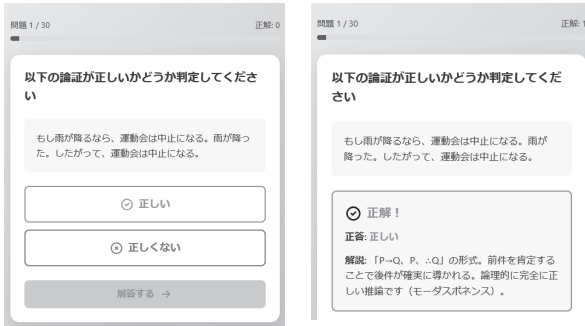 問題 1 / 30
正解: 0
以下の論証が正しいかどうか判定してくださ
い
もし雨が降るなら、運動会は中止になる。雨が降っ
た。したがって、運動会は中止になる。
正しい
正しくない
解答する →
問題 1 / 30
正解: 1
以下の論証が正しいかどうか判定してくだ
さい
もし雨が降るなら、運動会は中止になる。雨が
降った。したがって、運動会は中止になる。
正解！
正答: 正しい
解説: 「P→Q、P、∴Q」の形式。前件を肯定する
ことで後件が確実に導かれる。論理的に完全に正
しい推論です（モーダスポネンス）。